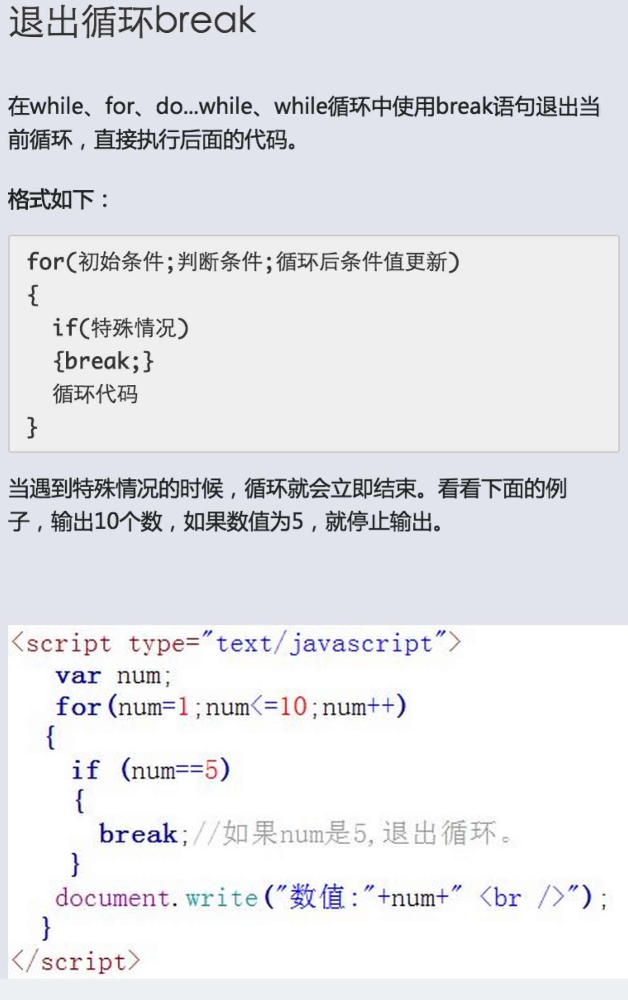 退出循环break
在while、for、do...while、while循环中使用break语句退出当
前循环，直接执行后面的代码。
格式如下：
for(初始条件;判断条件;循环后条件值更新)
{
if(特殊情况)
{break;}
循环代码
}
当遇到特殊情况的时候，循环就会立即结束。看看下面的例
子，输出10个数，如果数值为5，就停止输出。
<script type="text/javascript">
var num;
for(num=1;num<=10;num++)
{
if (num==5)
{
break;//如果num是5,退出循环。
}
document.write("数值:"+num+" <br />");
}
</script>